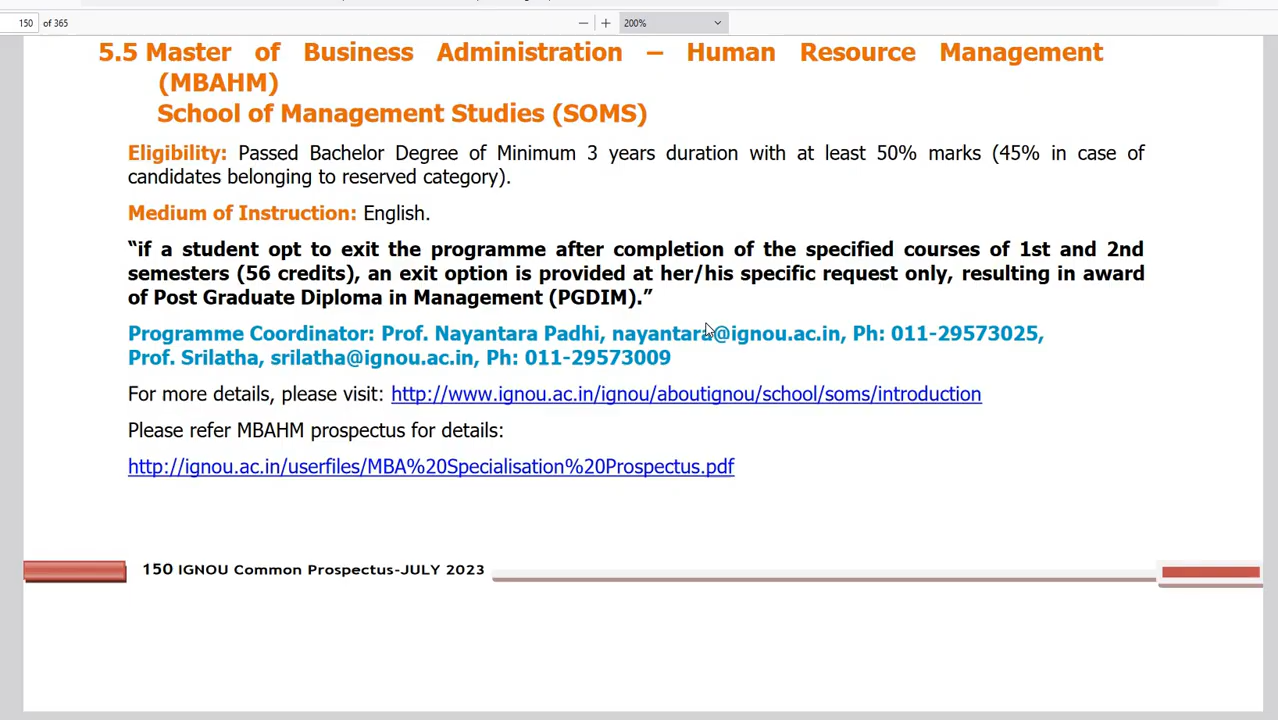 150 of 365
200%
5.5 Master of Business Administration – Human Resource Management
(MBAHM)
School of Management Studies (SOMS)
Eligibility: Passed Bachelor Degree of Minimum 3 years duration with at least 50% marks (45% in case of
candidates belonging to reserved category).
Medium of Instruction: English.
“if a student opt to exit the programme after completion of the specified courses of 1st and 2nd
semesters (56 credits), an exit option is provided at her/his specific request only, resulting in award
of Post Graduate Diploma in Management (PGDIM).”
Programme Coordinator: Prof. Nayantara Padhi, nayantara@ignou.ac.in, Ph: 011-29573025,
Prof. Srilatha, srilatha@ignou.ac.in, Ph: 011-29573009
For more details, please visit: http://www.ignou.ac.in/ignou/aboutignou/school/soms/introduction
Please refer MBAHM prospectus for details:
http://ignou.ac.in/userfiles/MBA%20Specialisation%20Prospectus.pdf
150 IGNOU Common Prospectus-JULY 2023